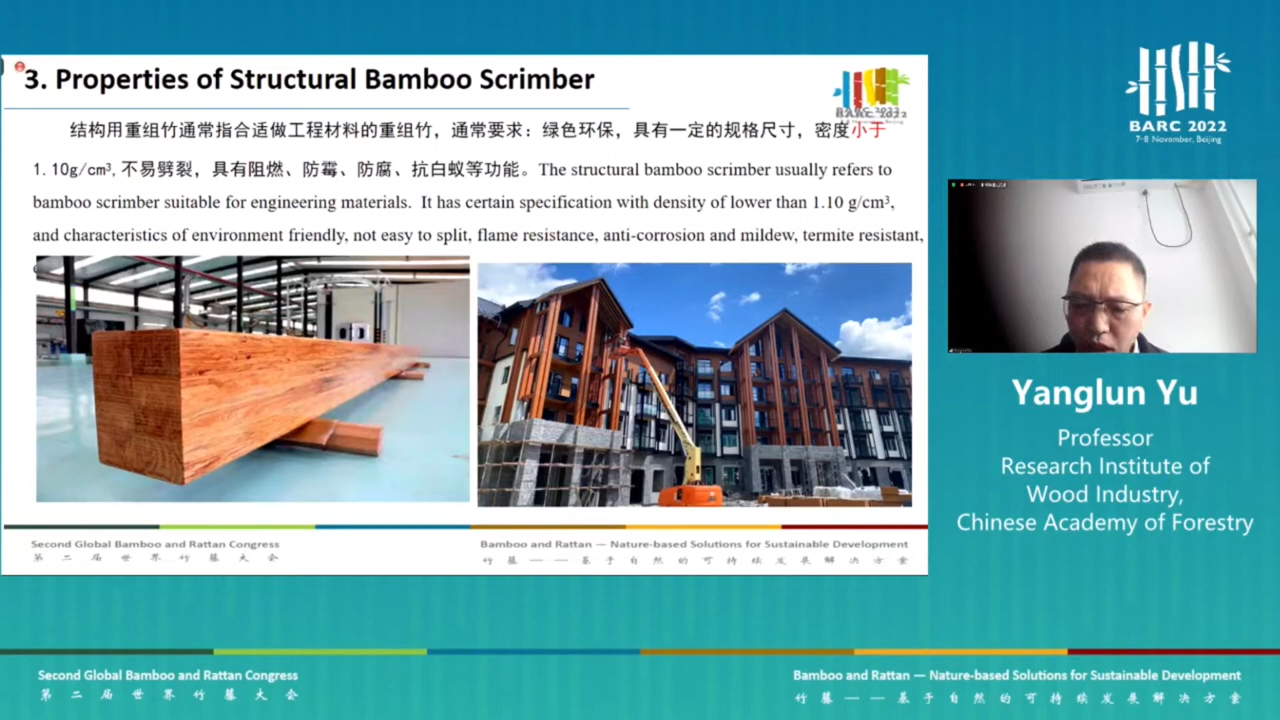 3. Properties of Structural Bamboo Scrimber
BARC 2022
7-8 November, Beijing
结构用重组竹通常指合适做工程材料的重组竹，通常要求：绿色环保，具有一定的规格尺寸，密度小于
1.10g/cm³,不易劈裂，具有阻燃、防霉、防腐、抗白蚁等功能。The structural bamboo scrimber usually refers to
bamboo scrimber suitable for engineering materials. It has certain specification with density of lower than 1.10 g/cm³,
and characteristics of environment friendly, not easy to split, flame resistance, anti-corrosion and mildew, termite resistant,
Second Global Bamboo and Rattan Congress
第二届世界竹藤大会
Bamboo and Rattan — Nature-based Solutions for Sustainable Development
竹藤——基于自然的可持续发展解决方案
BARC 2022
7-8 November, Beijing
Yanglun Yu
Professor
Research Institute of
Wood Industry,
Chinese Academy of Forestry
Second Global Bamboo and Rattan Congress
第二届世界竹藤大会
Bamboo and Rattan — Nature-based Solutions for Sustainable Development
竹藤——基于自然的可持续发展解决方案